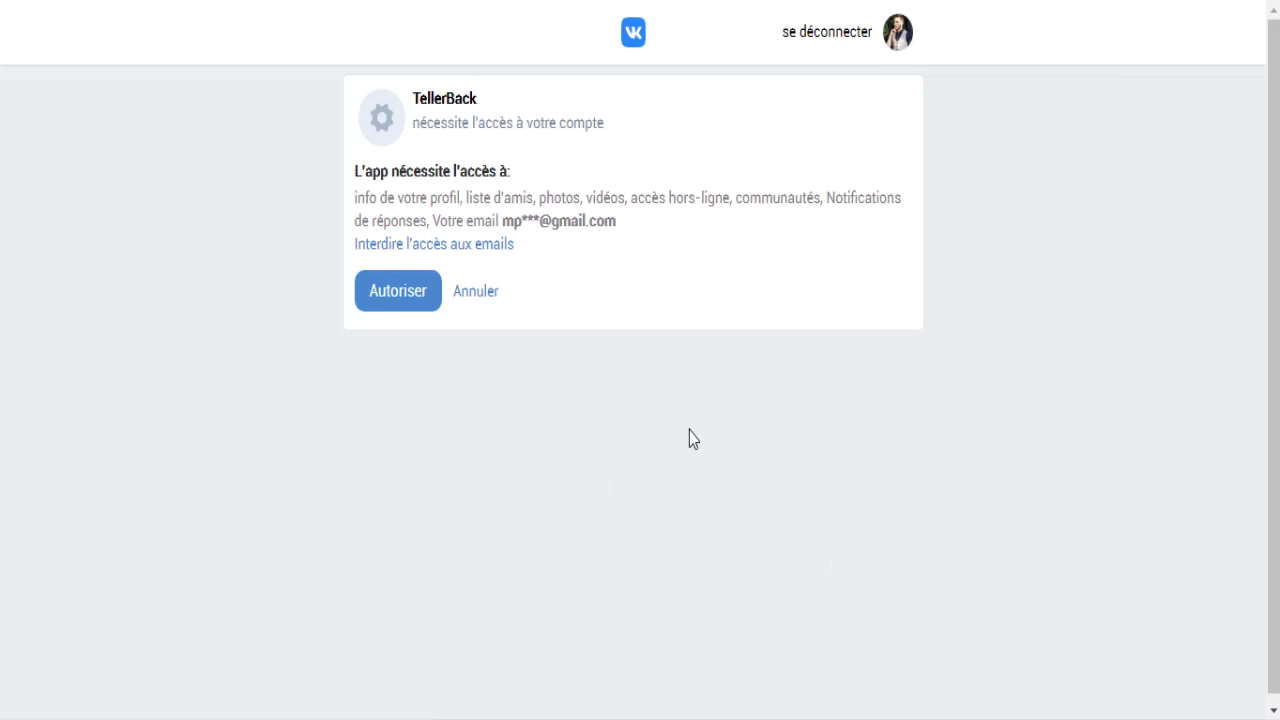 VK
se déconnecter
TellerBack
nécessite l'accès à votre compte
L'app nécessite l'accès à:
info de votre profil, liste d'amis, photos, vidéos, accès hors-ligne, communautés, Notifications
de réponses, Votre email mp***@gmail.com
Interdire l'accès aux emails
Autoriser
Annuler